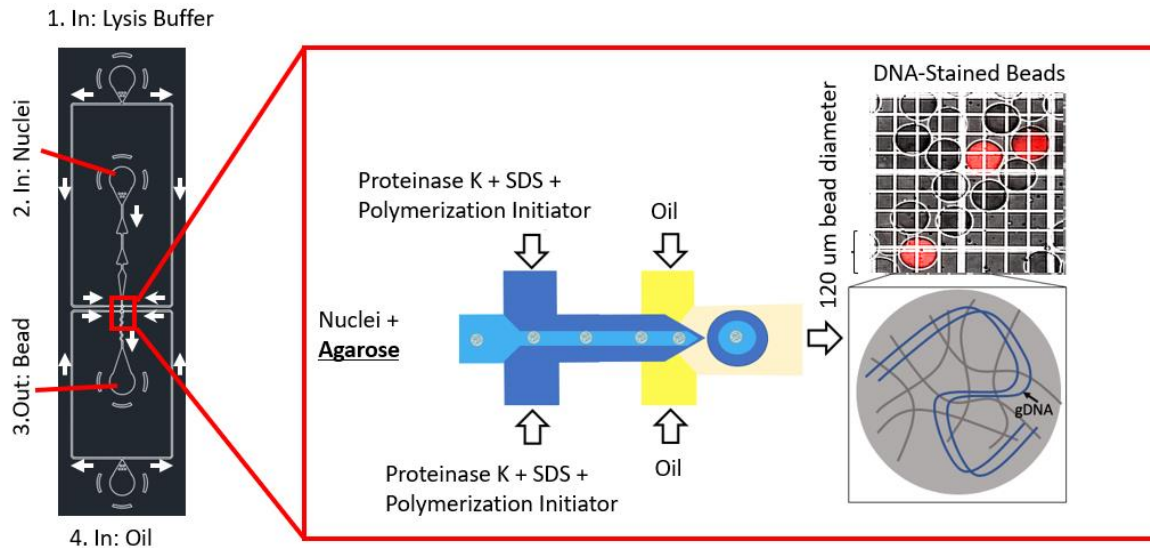 1. In: Lysis Buffer
2. In: Nuclei
3.Out: Bead
4. In: Oil
Proteinase K + SDS +
Polymerization Initiator
Oil
Nuclei +
Agarose
Proteinase K + SDS +
Polymerization Initiator
Oil
DNA-Stained Beads
120 um bead diameter
gDNA